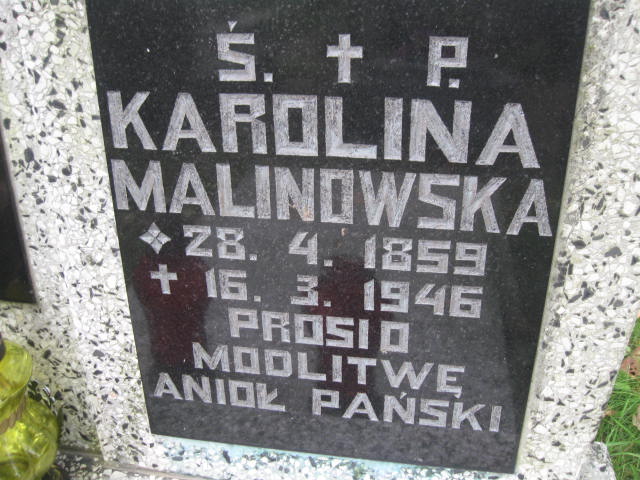 Ś. † P.
KAROLINA
MALINOWSKA
28. 4. 1859
† 16. 3. 1946
PROSI O
MODLITWĘ
ANIOŁ PAŃSKI